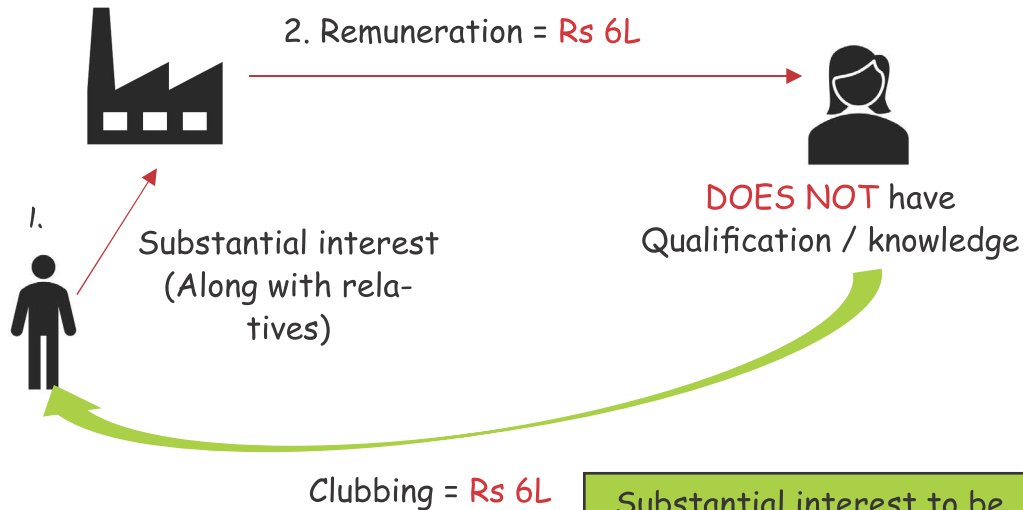 2. Remuneration = Rs 6L
DOES NOT have
Qualification / knowledge
1.
Substantial interest
(Along with rela-
tives)
Clubbing = Rs 6L
Substantial interest to be